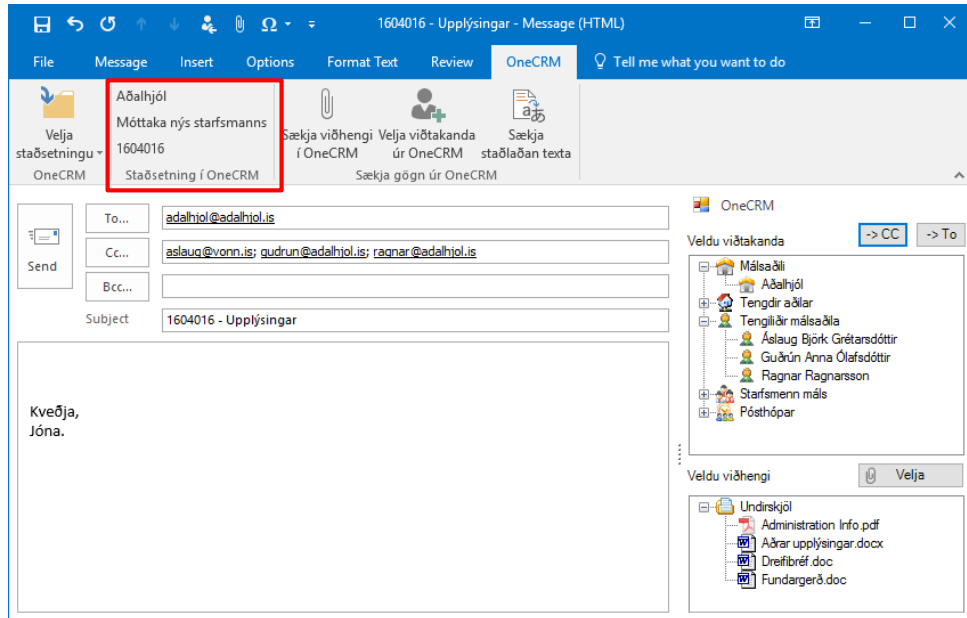 1604016 - Upplýsingar - Message (HTML)
File Message Insert Options Format Text Review OneCRM Tell me what you want to do
Velja
staðsetningu
OneCRM
Aðalhjól
Móttaka nýs starfsmanns
1604016
Staðsetning í OneCRM
Sækja viðhengi
í OneCRM
Velja viðtakanda
úr OneCRM
Sækja
staðlaðan texta
Sækja gögn úr OneCRM
Send
To... adalhjol@adalhjol.is
Cc... aslaug@vonn.is; gudrun@adalhjol.is; ragnar@adalhjol.is
Bcc...
Subject 1604016 - Upplýsingar
Kveðja,
Jóna.
OneCRM
Veldu viðtakanda -> CC -> To
Málsaðili
Aðalhjól
Tengdir aðilar
Tengiliðir málsaðila
Áslaug Björk Grétarsdóttir
Guðrún Anna Ólafsdóttir
Ragnar Ragnarsson
Starfsmenn máls
Pósthópar
Veldu viðhengi Velja
Undirskjöl
Administration Info.pdf
Aðrar upplýsingar.docx
Dreifibréf.doc
Fundargerð.doc